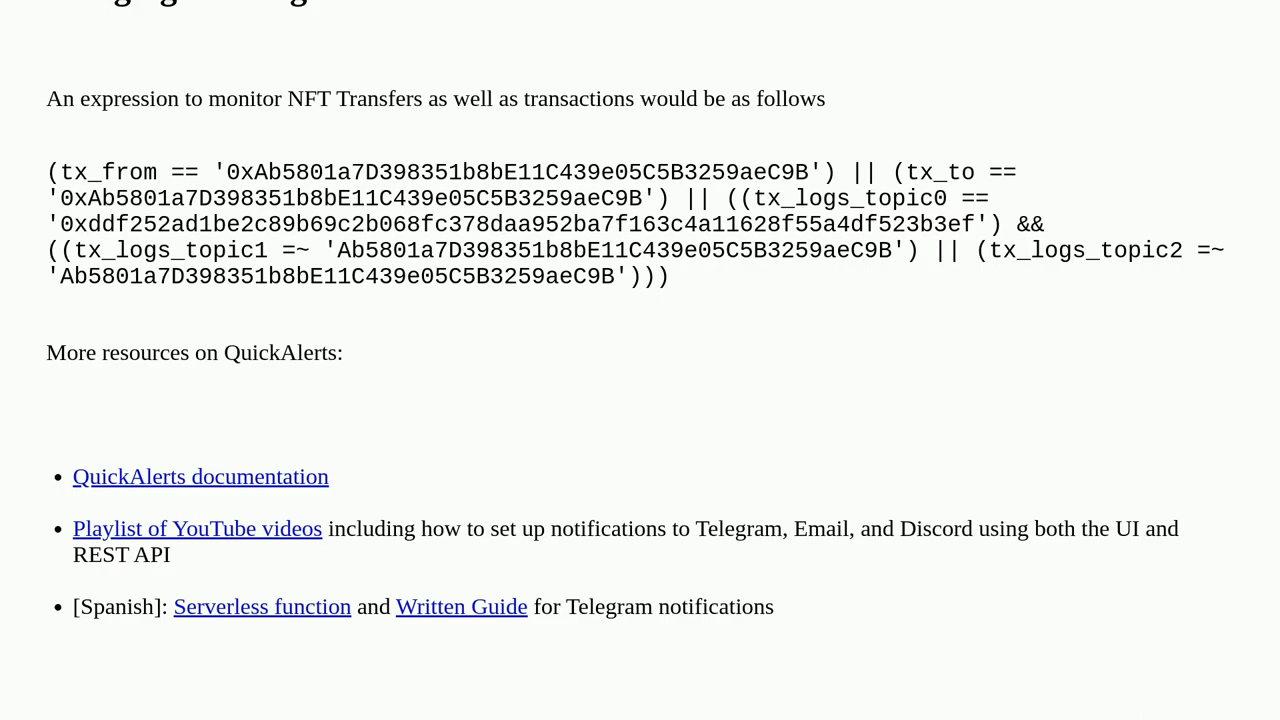 An expression to monitor NFT Transfers as well as transactions would be as follows
(tx_from == '0xAb5801a7D398351b8bE11C439e05C5B3259aeC9B') || (tx_to ==
'0xAb5801a7D398351b8bE11C439e05C5B3259aeC9B') || ((tx_logs_topic0 ==
'0xddf252ad1be2c89b69c2b068fc378daa952ba7f163c4a11628f55a4df523b3ef') &&
((tx_logs_topic1 =~ 'Ab5801a7D398351b8bE11C439e05C5B3259aeC9B') || (tx_logs_topic2 =~
'Ab5801a7D398351b8bE11C439e05C5B3259aeC9B')))
More resources on QuickAlerts:
• QuickAlerts documentation
• Playlist of YouTube videos including how to set up notifications to Telegram, Email, and Discord using both the UI and
REST API
• [Spanish]: Serverless function and Written Guide for Telegram notifications